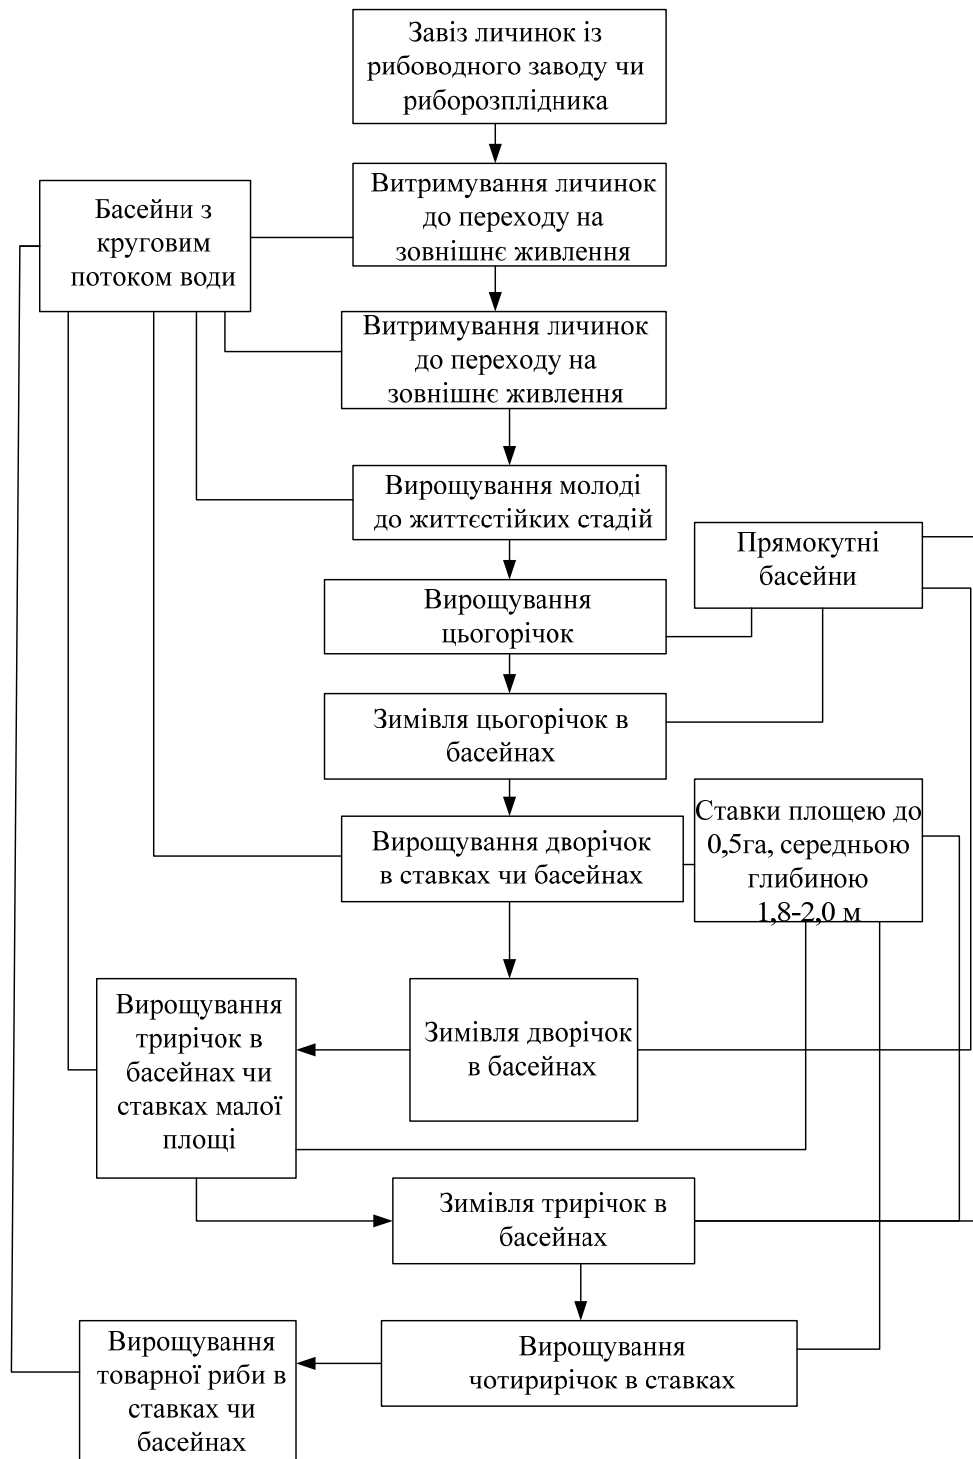 Завіз личинок із
рибоводного заводу чи
риборозплідника
Витримування личинок
до переходу на
зовнішнє живлення
Басейни з
круговим
потоком води
Витримування личинок
до переходу на
зовнішнє живлення
Вирощування молоді
до життєстійких стадій
Прямокутні
басейни
Вирощування
цьогорічок
Зимівля цьогорічок в
басейнах
Вирощування дворічок
в ставках чи басейнах
Ставки площею до
0,5га, середньою
глибиною
1,8-2,0 м
Вирощування
трирічок в
басейнах чи
ставках малої
площі
Зимівля дворічок
в басейнах
Зимівля трирічок в
басейнах
Вирощування
товарної риби в
ставках чи
басейнах
Вирощування
чотирирічок в ставках